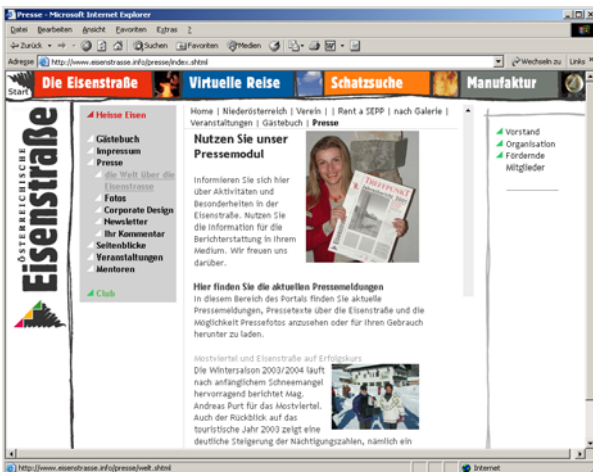 Presse - Microsoft Internet Explorer
Datei Bearbeiten Ansicht Favoriten Extras ?
Zurück Suchen Favoriten Medien
Adresse http://www.eisenstrasse.info/presse/index.shtml Wechseln zu Links
Start Die Eisenstraße Virtuelle Reise Schatzsuche Manufaktur
ÖSTERREICHISCHE
Eisenstraße
Heisse Eisen
Gästebuch
Impressum
Presse
die Welt über die
Eisenstrasse
Fotos
Corporate Design
Newsletter
Ihr Kommentar
Seitenblicke
Veranstaltungen
Mentoren
Club
Home | Niederösterreich | Verein | | Rent a SEPP | nach Galerie |
Veranstaltungen | Gästebuch | Presse
Nutzen Sie unser
Pressemodul
Informieren Sie sich hier
über Aktivitäten und
Besonderheiten in der
Eisenstraße. Nutzen Sie
die Information für die
Berichterstattung in Ihrem
Medium. Wir freuen uns
darüber.
TREFFPUNKT
Hier finden Sie die aktuellen Pressemeldungen
In diesem Bereich des Portals finden Sie aktuelle
Pressemeldungen, Pressetexte über die Eisenstraße und die
Möglichkeit Pressefotos anzusehen oder für Ihren Gebrauch
herunter zu laden.
Mostviertel und Eisenstraße auf Erfolgskurs
Die Wintersaison 2003/2004 läuft
nach anfänglichem Schneemangel
hervorragend berichtet Mag.
Andreas Purt für das Mostviertel.
Auch der Rückblick auf das
touristische Jahr 2003 zeigt eine
deutliche Steigerung der Nächtigungszahlen, nämlich ein
Vorstand
Organisation
Fördernde
Mitglieder
http://www.eisenstrasse.info/presse/welt.shtml Internet